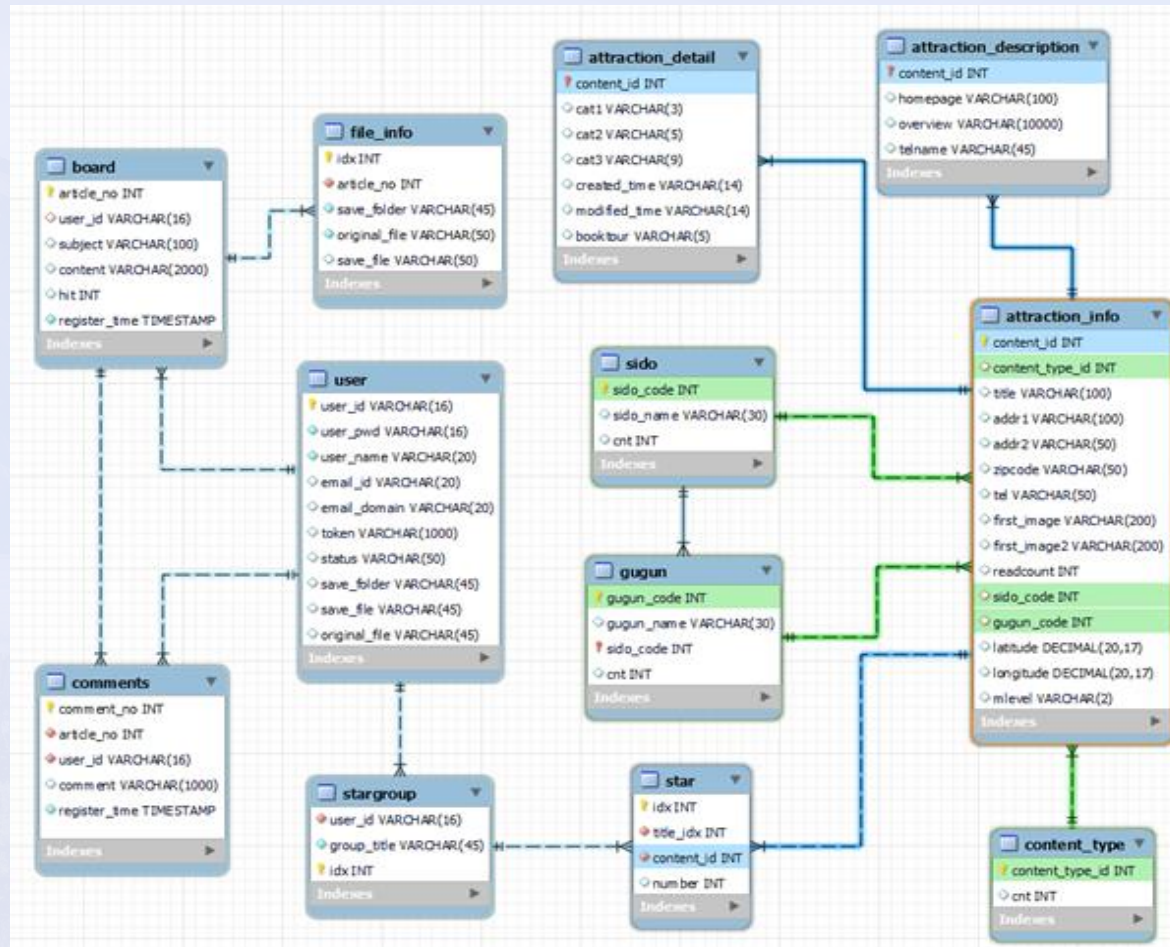 board
article_no INT
user_id VARCHAR(16)
subject VARCHAR(100)
content VARCHAR(2000)
hit INT
register_time TIMESTAMP
Indexes
file_info
idx INT
article_no INT
save_folder VARCHAR(45)
original_file VARCHAR(50)
save_file VARCHAR(50)
Indexes
attraction_detail
content_id INT
cat1 VARCHAR(3)
cat2 VARCHAR(5)
cat3 VARCHAR(9)
created_time VARCHAR(14)
modified_time VARCHAR(14)
booktour VARCHAR(5)
Indexes
attraction_description
content_id INT
homepage VARCHAR(100)
overview VARCHAR(10000)
telname VARCHAR(45)
Indexes
user
user_id VARCHAR(16)
user_pwd VARCHAR(16)
user_name VARCHAR(20)
email_id VARCHAR(20)
email_domain VARCHAR(20)
token VARCHAR(1000)
status VARCHAR(50)
save_folder VARCHAR(45)
save_file VARCHAR(45)
original_file VARCHAR(45)
Indexes
sido
sido_code INT
sido_name VARCHAR(30)
cnt INT
Indexes
attraction_info
content_id INT
content_type_id INT
title VARCHAR(100)
addr1 VARCHAR(100)
addr2 VARCHAR(50)
zipcode VARCHAR(50)
tel VARCHAR(50)
first_image VARCHAR(200)
first_image2 VARCHAR(200)
readcount INT
sido_code INT
gugun_code INT
latitude DECIMAL(20,17)
longitude DECIMAL(20,17)
mlevel VARCHAR(2)
Indexes
gugun
gugun_code INT
gugun_name VARCHAR(30)
sido_code INT
cnt INT
Indexes
comments
comment_no INT
article_no INT
user_id VARCHAR(16)
comment VARCHAR(1000)
register_time TIMESTAMP
Indexes
stargroup
user_id VARCHAR(16)
group_title VARCHAR(45)
idx INT
Indexes
star
idx INT
title_idx INT
content_id INT
number INT
Indexes
content_type
content_type_id INT
cnt INT
Indexes